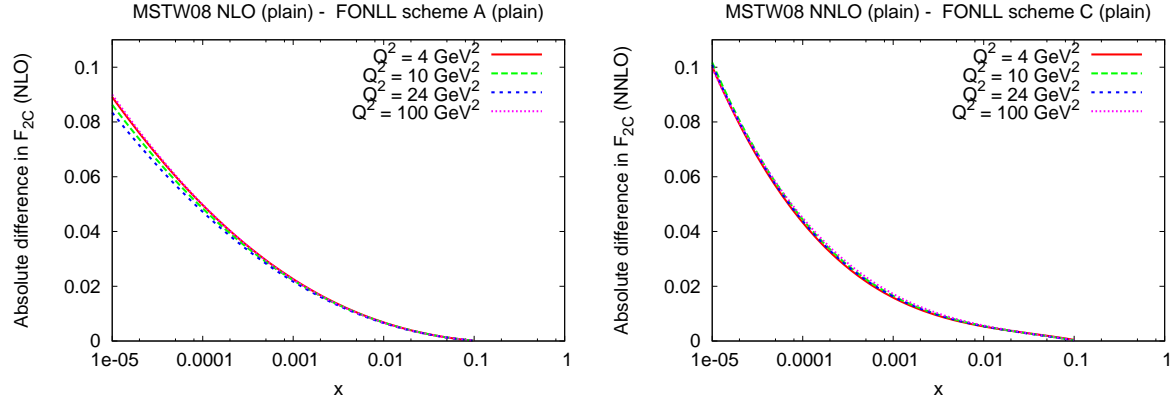 MSTW08 NLO (plain) - FONLL scheme A (plain)
Absolute difference in F2C (NLO)
0.1
0.08
0.06
0.04
0.02
0
1e-05
0.0001
0.001
0.01
0.1
1
x
Q² = 4 GeV²
Q² = 10 GeV²
Q² = 24 GeV²
Q² = 100 GeV²
MSTW08 NNLO (plain) - FONLL scheme C (plain)
Absolute difference in F2C (NNLO)
0.1
0.08
0.06
0.04
0.02
0
1e-05
0.0001
0.001
0.01
0.1
1
x
Q² = 4 GeV²
Q² = 10 GeV²
Q² = 24 GeV²
Q² = 100 GeV²